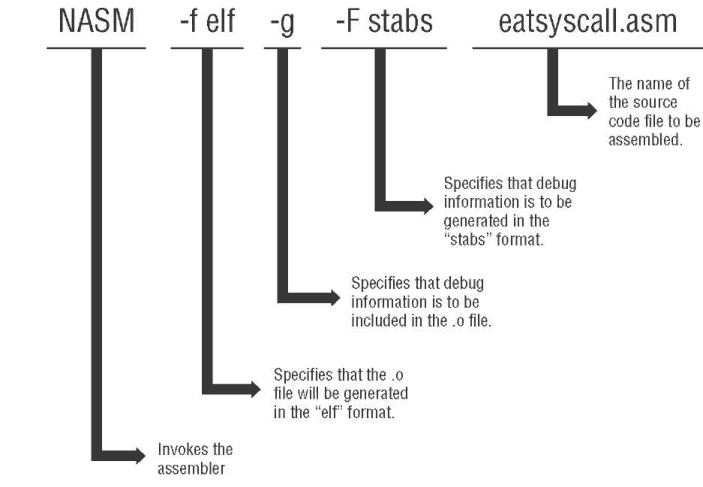 NASM -f elf -g -F stabs eatsyscall.asm
The name of
the source
code file to be
assembled.
Specifies that debug
information is to be
generated in the
“stabs” format.
Specifies that debug
information is to be
included in the .o file.
Specifies that the .o
file will be generated
in the “elf” format.
Invokes the
assembler